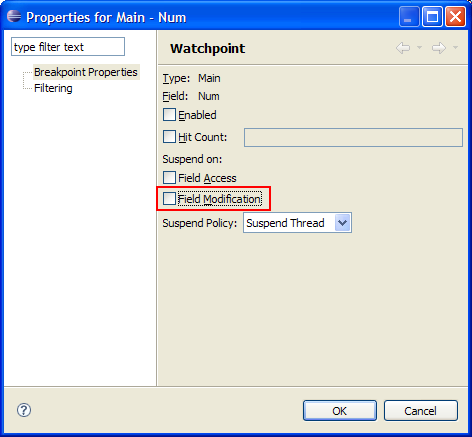 Properties for Main - Num
type filter text
Breakpoint Properties
Filtering
Watchpoint
Type: Main
Field: Num
Enabled
Hit Count:
Suspend on:
Field Access
Field Modification
Suspend Policy: Suspend Thread
?
OK Cancel